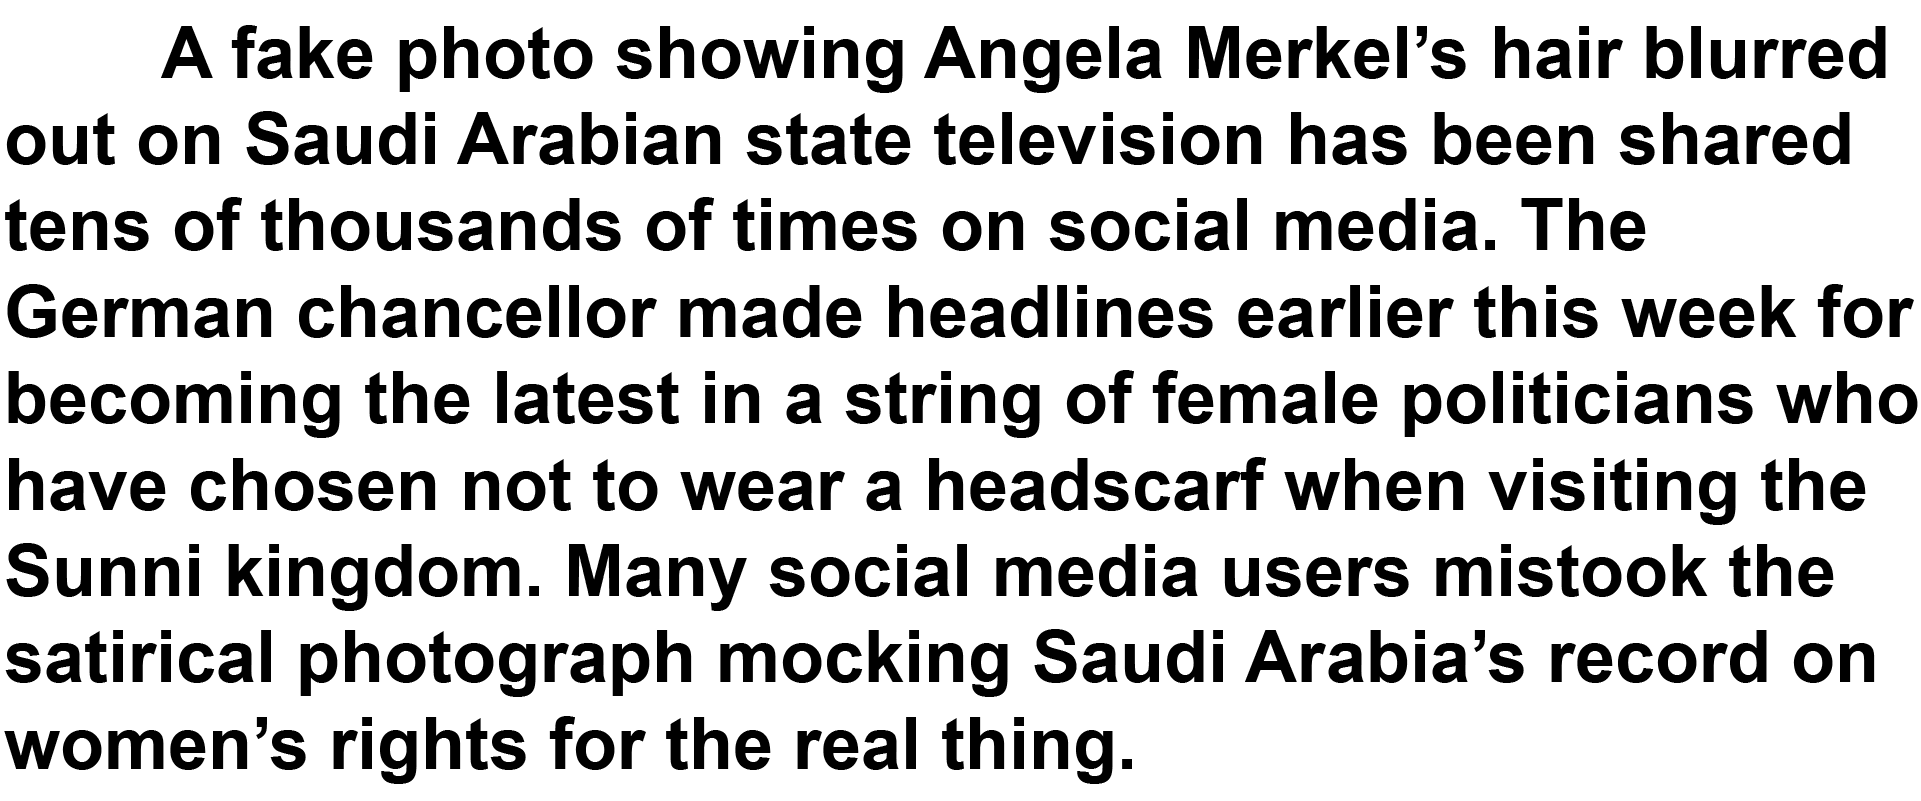 A fake photo showing Angela Merkel’s hair blurred
out on Saudi Arabian state television has been shared
tens of thousands of times on social media. The
German chancellor made headlines earlier this week for
becoming the latest in a string of female politicians who
have chosen not to wear a headscarf when visiting the
Sunni kingdom. Many social media users mistook the
satirical photograph mocking Saudi Arabia’s record on
women’s rights for the real thing.